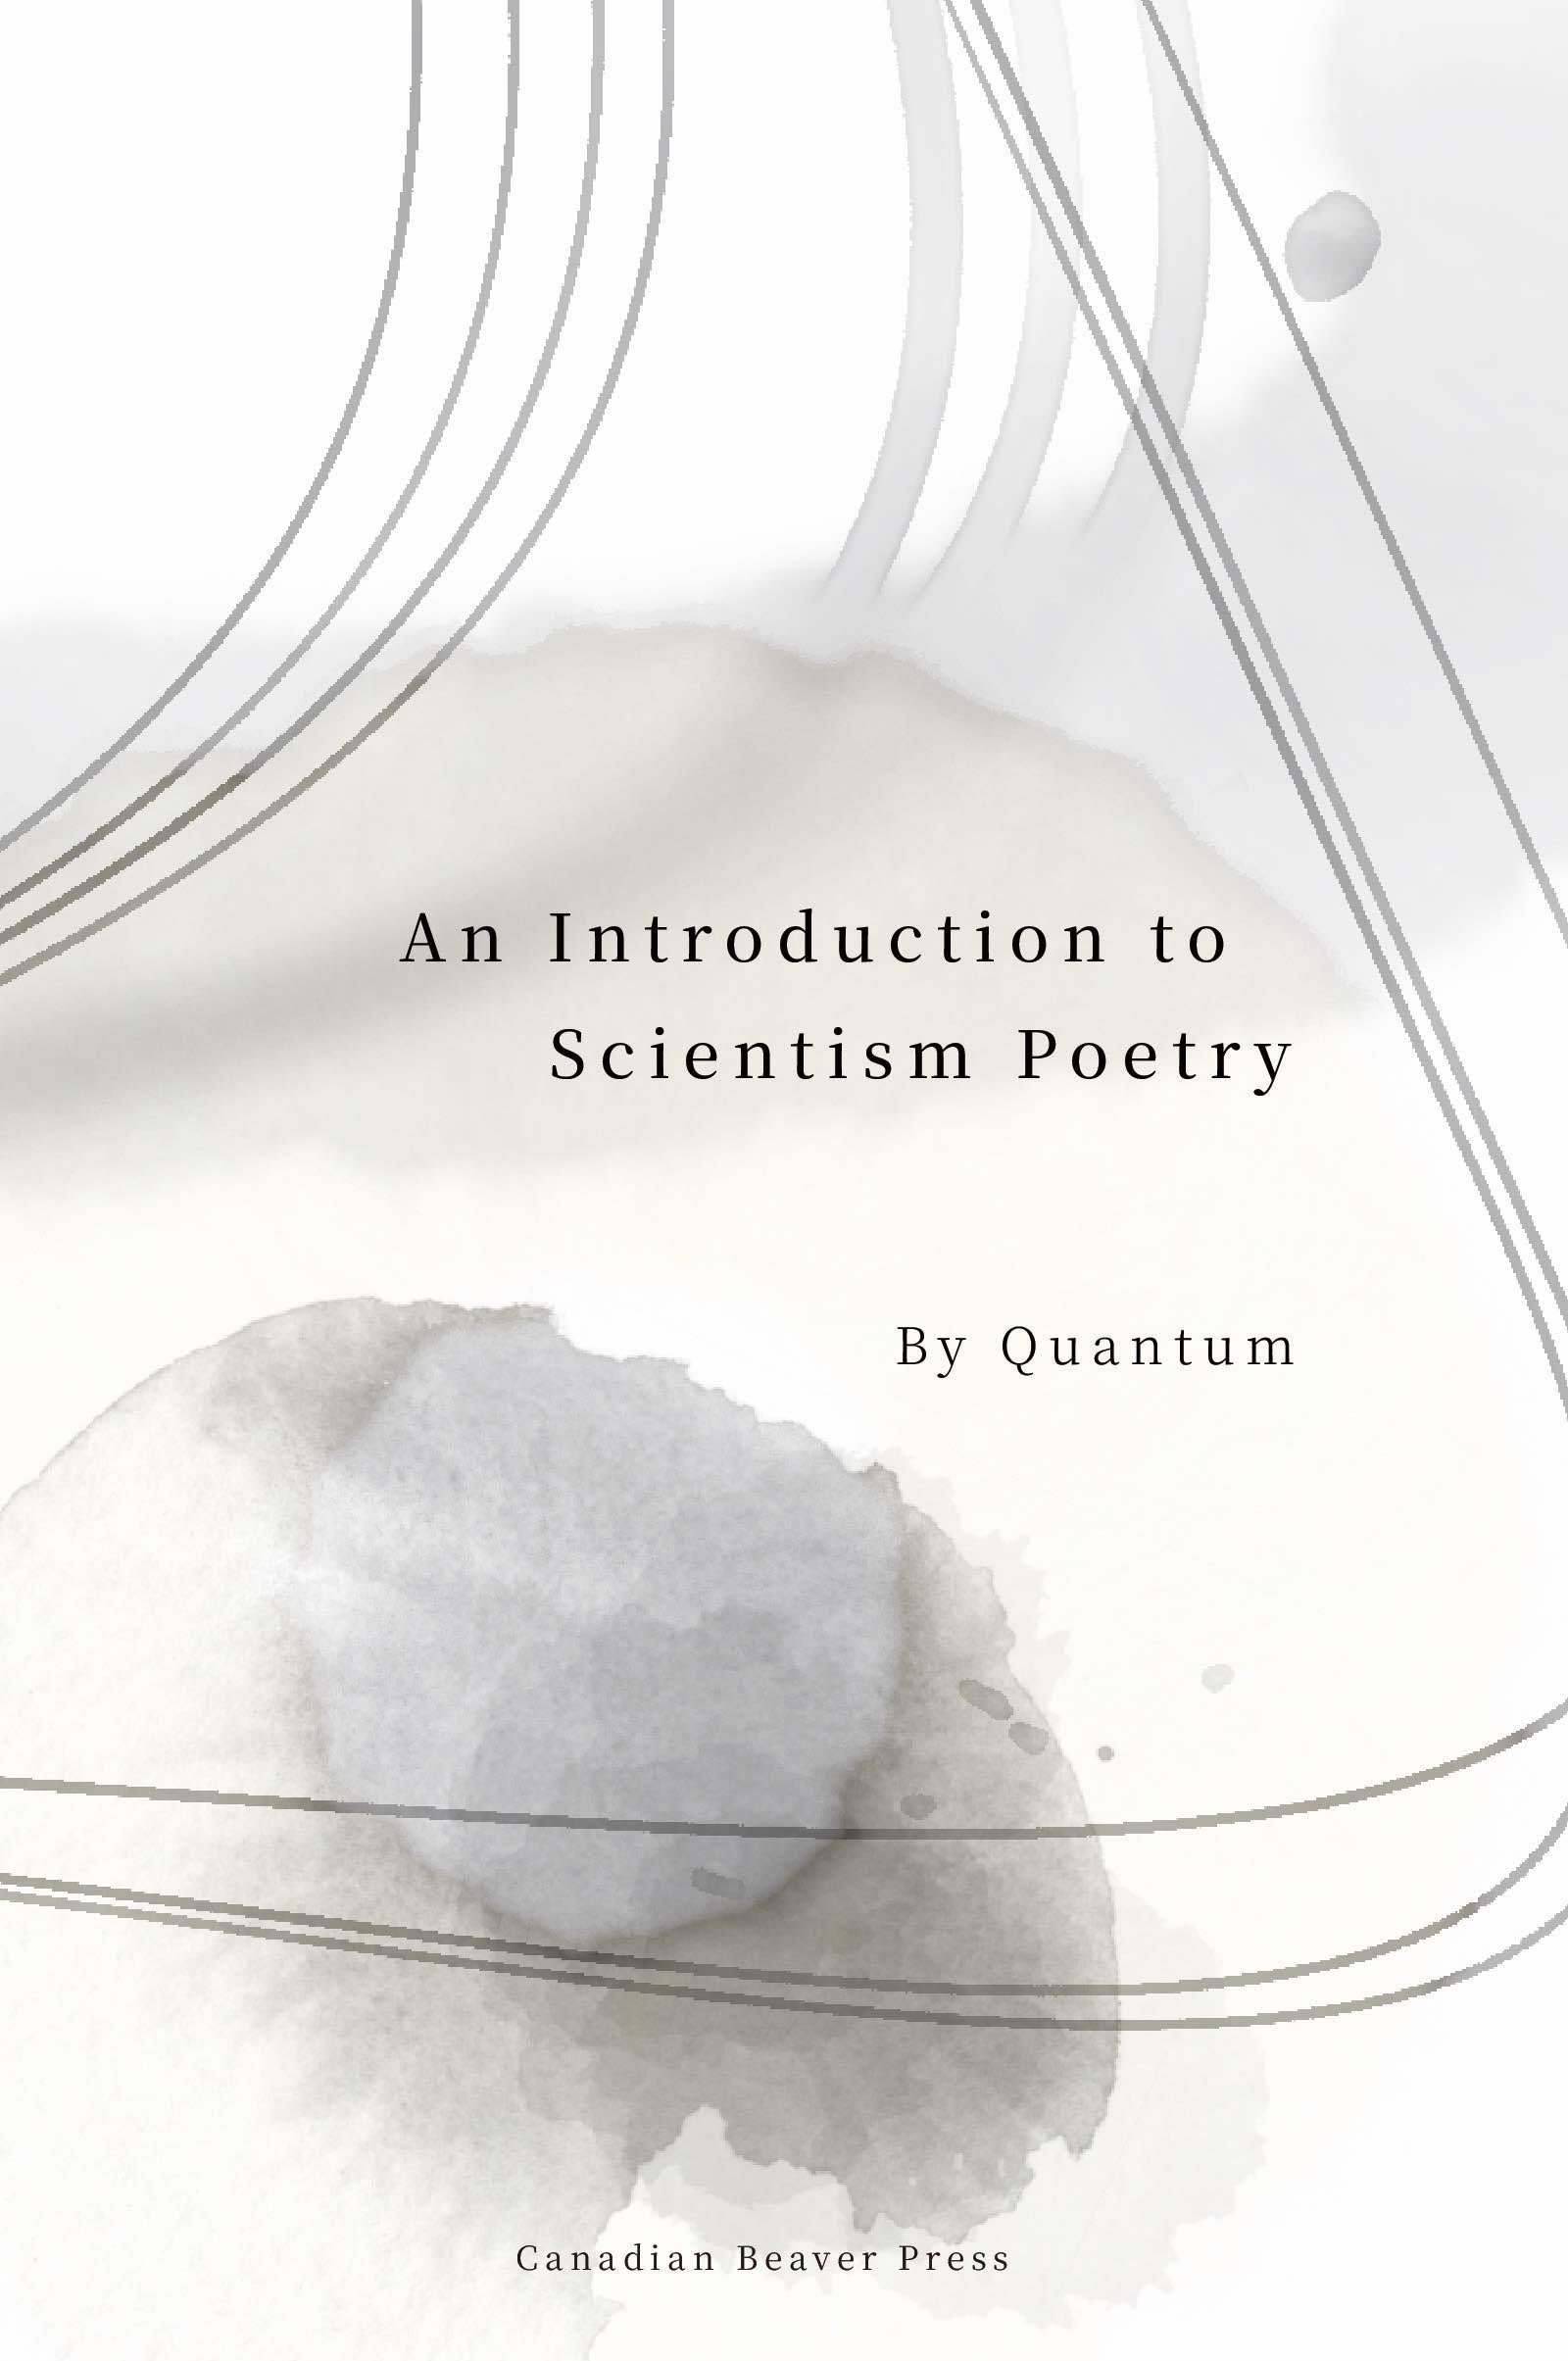 An Introduction to
Scientism Poetry
By Quantum
Canadian Beaver Press